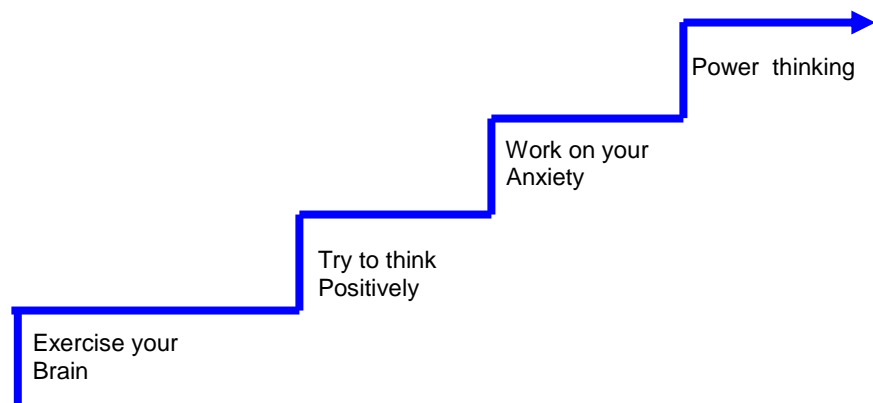 Power  thinking
Work on your
Anxiety
Try to think
Positively
Exercise your
Brain